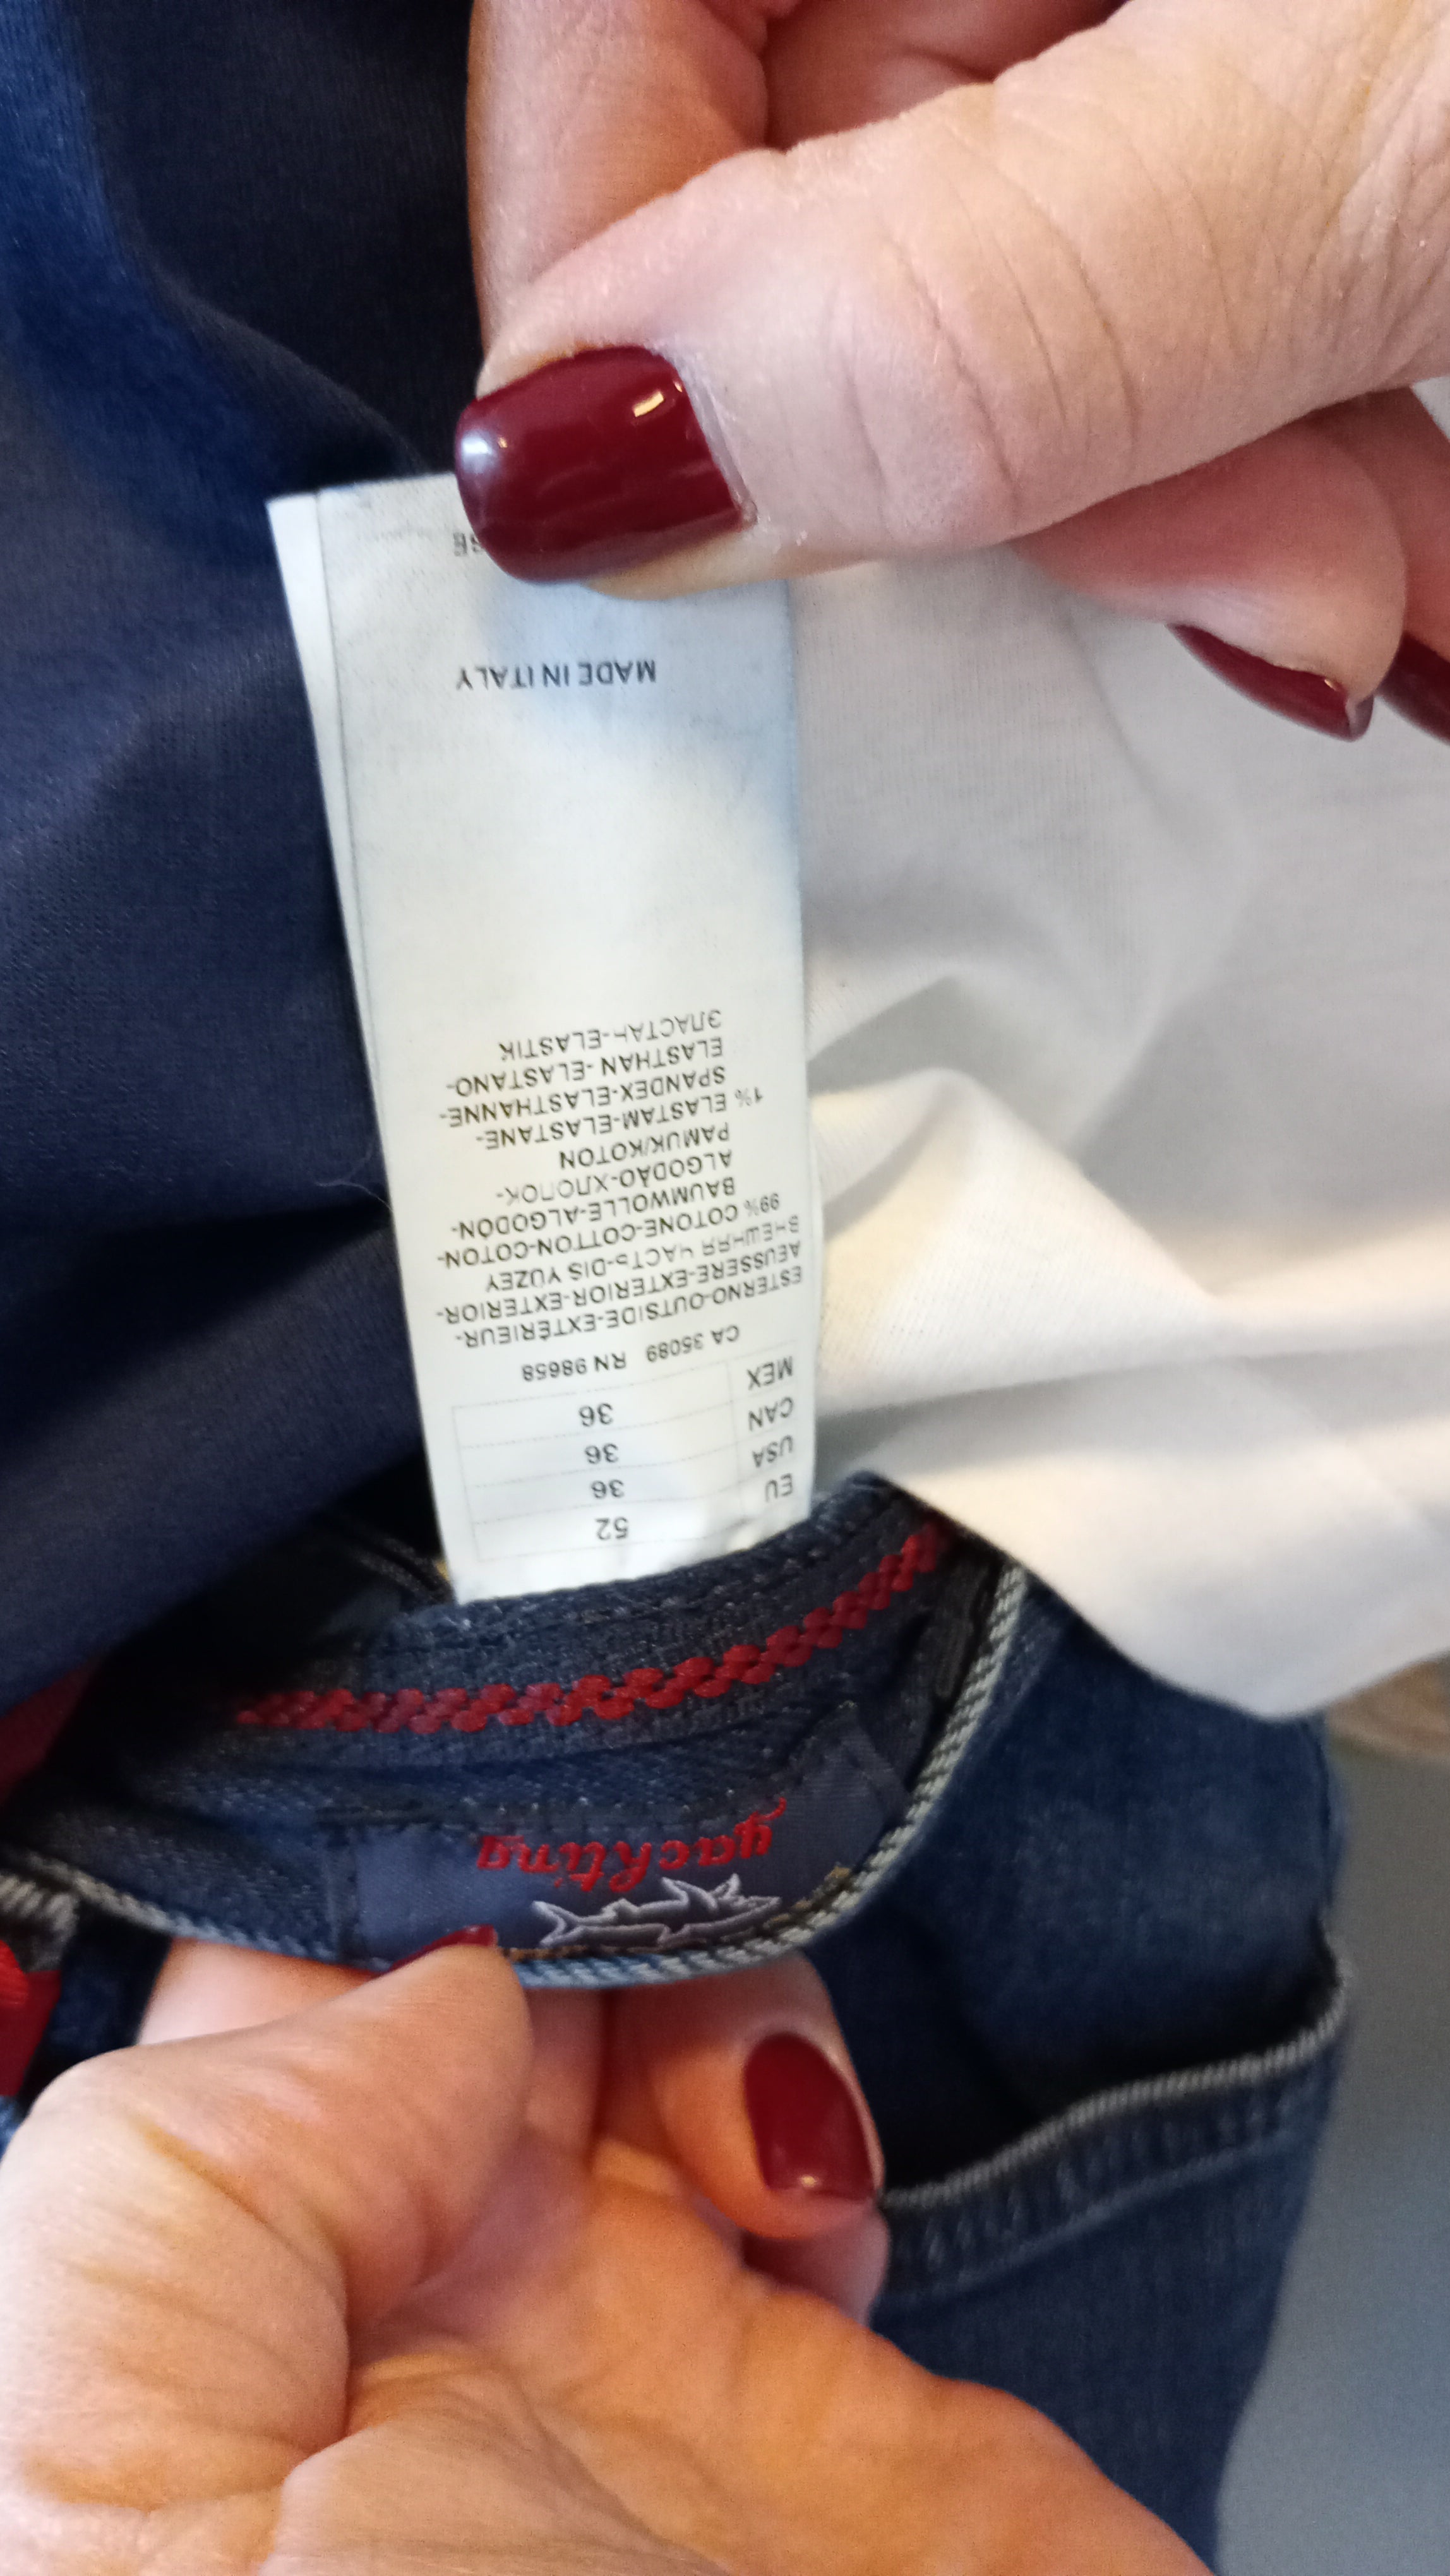 yachting
EU 52
USA 36
CAN 36
MEX 36
CA 35089 RN 98658
ESTERNO-OUTSIDE-EXTÉRIEUR-
AEUSSERE-EXTERIOR-EXTERIOR-
ВНЕШНЯЯ ЧАСТЬ-DIS YÜZEY
99% COTONE-COTTON-COTON-
BAUMWOLLE-ALGODÓN-
ALGODÃO-ХЛОПОК-
PAMUK/KOTON
1% ELASTAM-ELASTANE-
SPANDEX-ELASTHANNE-
ELASTHAN -ELASTANO-
ЭЛАСТАН-ELASTIK
MADE IN ITALY